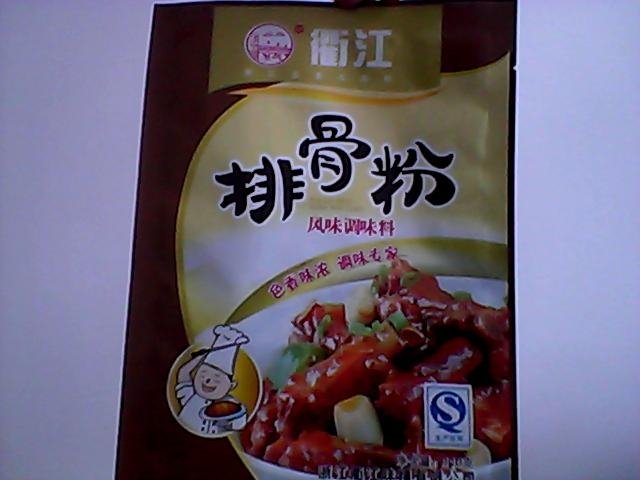 衢江
排骨粉
风味调味料
色香味浓 调味专家